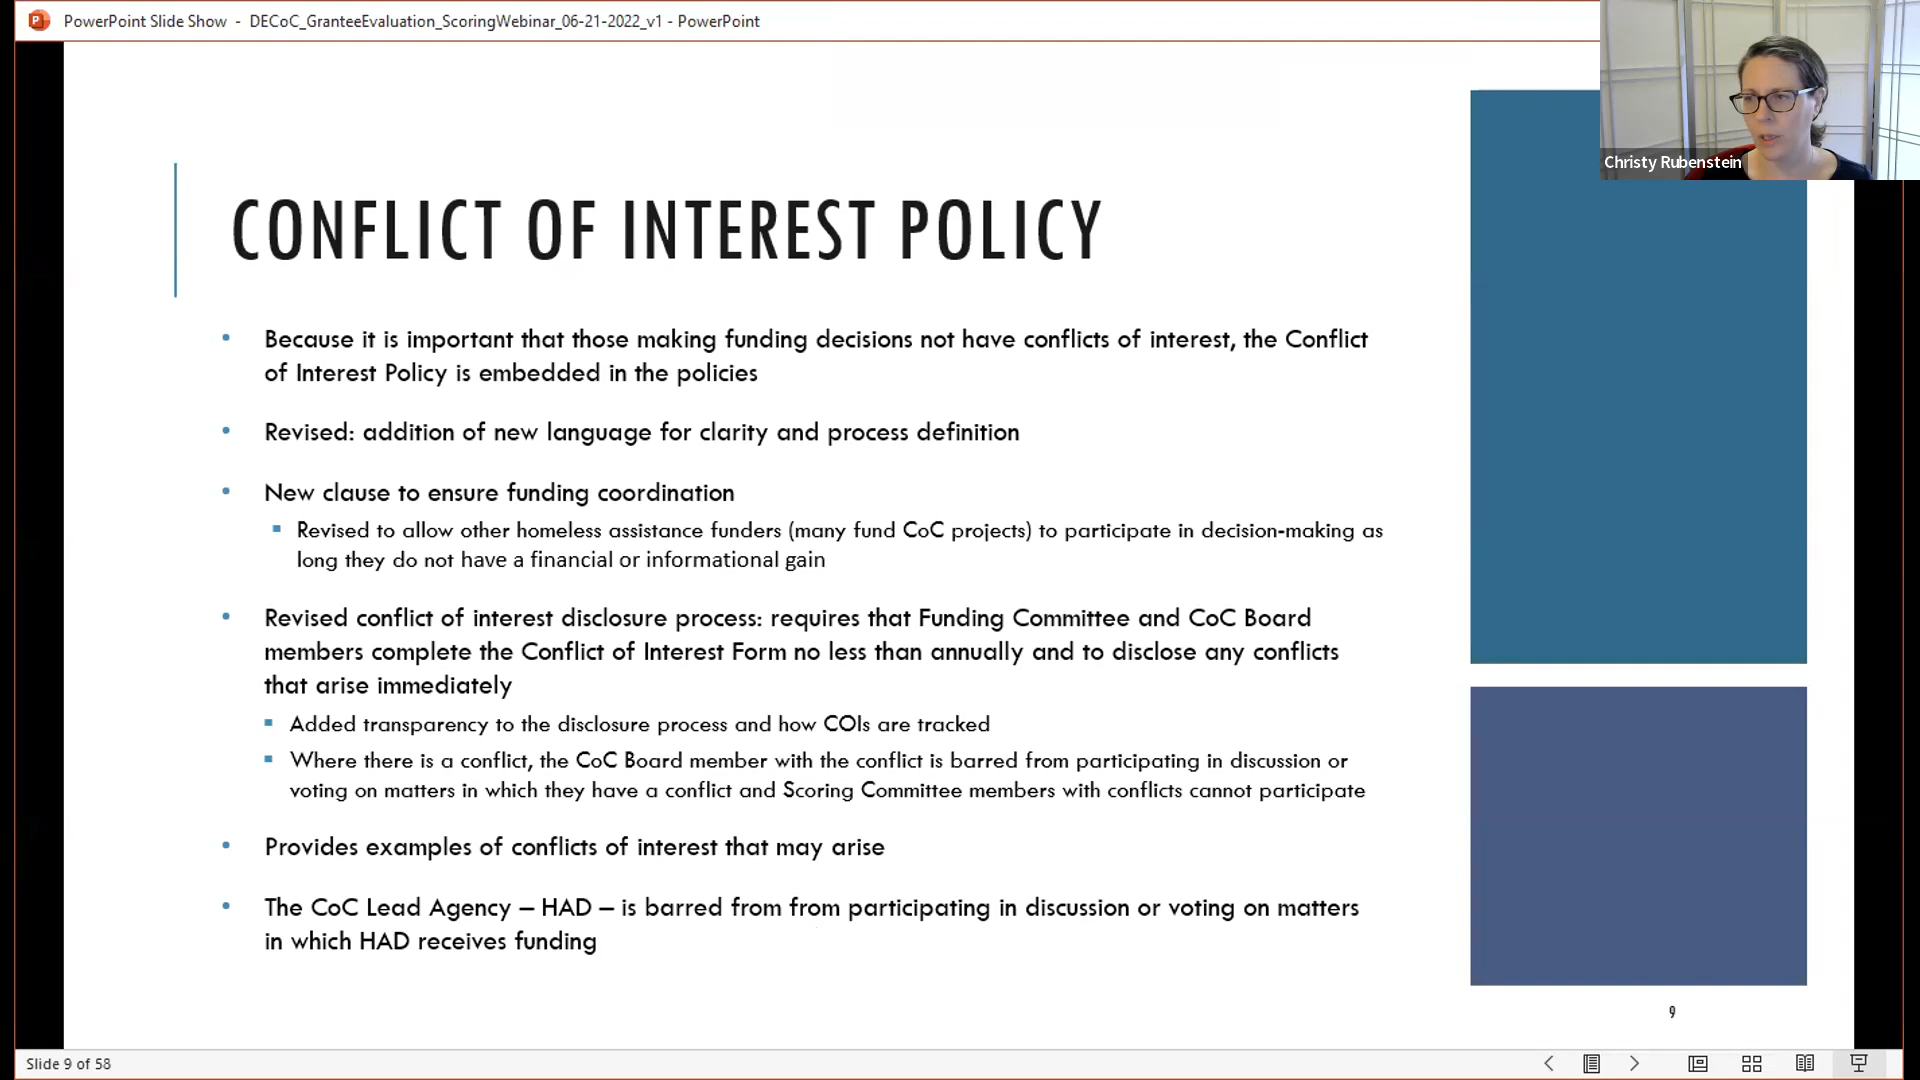 PowerPoint Slide Show - DECoC_GranteeEvaluation_ScoringWebinar_06-21-2022_v1 - PowerPoint
Christy Rubenstein
CONFLICT OF INTEREST POLICY
• Because it is important that those making funding decisions not have conflicts of interest, the Conflict
of Interest Policy is embedded in the policies
• Revised: addition of new language for clarity and process definition
• New clause to ensure funding coordination
▪ Revised to allow other homeless assistance funders (many fund CoC projects) to participate in decision-making as
long they do not have a financial or informational gain
• Revised conflict of interest disclosure process: requires that Funding Committee and CoC Board
members complete the Conflict of Interest Form no less than annually and to disclose any conflicts
that arise immediately
▪ Added transparency to the disclosure process and how COIs are tracked
▪ Where there is a conflict, the CoC Board member with the conflict is barred from participating in discussion or
voting on matters in which they have a conflict and Scoring Committee members with conflicts cannot participate
• Provides examples of conflicts of interest that may arise
• The CoC Lead Agency – HAD – is barred from from participating in discussion or voting on matters
in which HAD receives funding
9
Slide 9 of 58